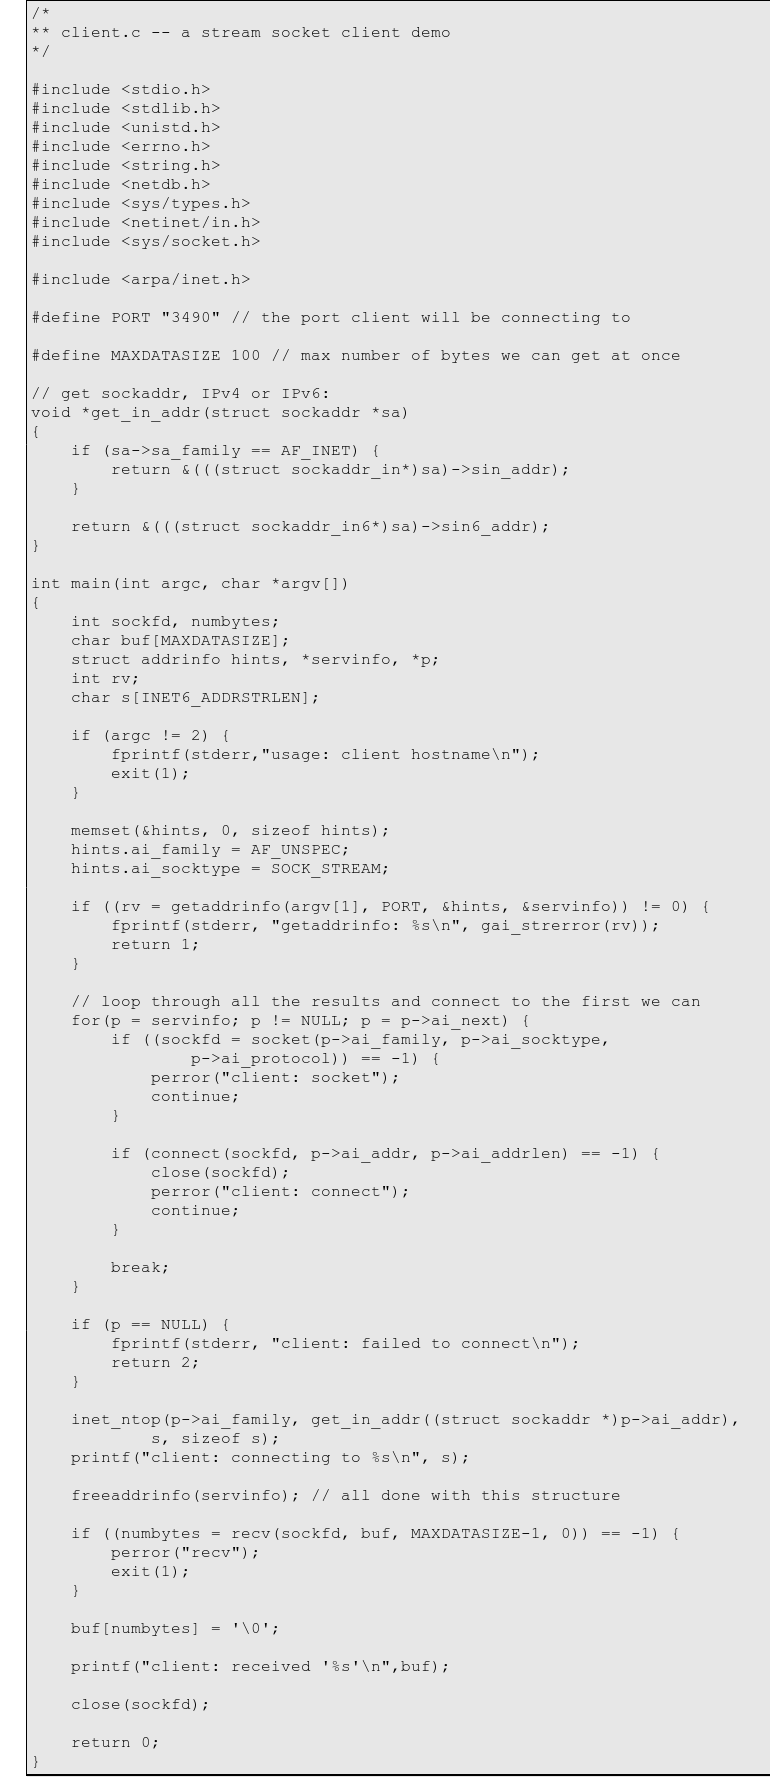 /*
** client.c -- a stream socket client demo
*/
#include <stdio.h>
#include <stdlib.h>
#include <unistd.h>
#include <errno.h>
#include <string.h>
#include <netdb.h>
#include <sys/types.h>
#include <netinet/in.h>
#include <sys/socket.h>
#include <arpa/inet.h>
#define PORT "3490" // the port client will be connecting to
#define MAXDATASIZE 100 // max number of bytes we can get at once
// get sockaddr, IPv4 or IPv6:
void *get_in_addr(struct sockaddr *sa)
{
    if (sa->sa_family == AF_INET) {
        return &(((struct sockaddr_in*)sa)->sin_addr);
    }
    return &(((struct sockaddr_in6*)sa)->sin6_addr);
}
int main(int argc, char *argv[])
{
    int sockfd, numbytes;
    char buf[MAXDATASIZE];
    struct addrinfo hints, *servinfo, *p;
    int rv;
    char s[INET6_ADDRSTRLEN];
    if (argc != 2) {
        fprintf(stderr,"usage: client hostname\n");
        exit(1);
    }
    memset(&hints, 0, sizeof hints);
    hints.ai_family = AF_UNSPEC;
    hints.ai_socktype = SOCK_STREAM;
    if ((rv = getaddrinfo(argv[1], PORT, &hints, &servinfo)) != 0) {
        fprintf(stderr, "getaddrinfo: %s\n", gai_strerror(rv));
        return 1;
    }
    // loop through all the results and connect to the first we can
    for(p = servinfo; p != NULL; p = p->ai_next) {
        if ((sockfd = socket(p->ai_family, p->ai_socktype,
                p->ai_protocol)) == -1) {
            perror("client: socket");
            continue;
        }
        if (connect(sockfd, p->ai_addr, p->ai_addrlen) == -1) {
            close(sockfd);
            perror("client: connect");
            continue;
        }
        break;
    }
    if (p == NULL) {
        fprintf(stderr, "client: failed to connect\n");
        return 2;
    }
    inet_ntop(p->ai_family, get_in_addr((struct sockaddr *)p->ai_addr),
            s, sizeof s);
    printf("client: connecting to %s\n", s);
    freeaddrinfo(servinfo); // all done with this structure
    if ((numbytes = recv(sockfd, buf, MAXDATASIZE-1, 0)) == -1) {
        perror("recv");
        exit(1);
    }
    buf[numbytes] = '\0';
    printf("client: received '%s'\n",buf);
    close(sockfd);
    return 0;
}